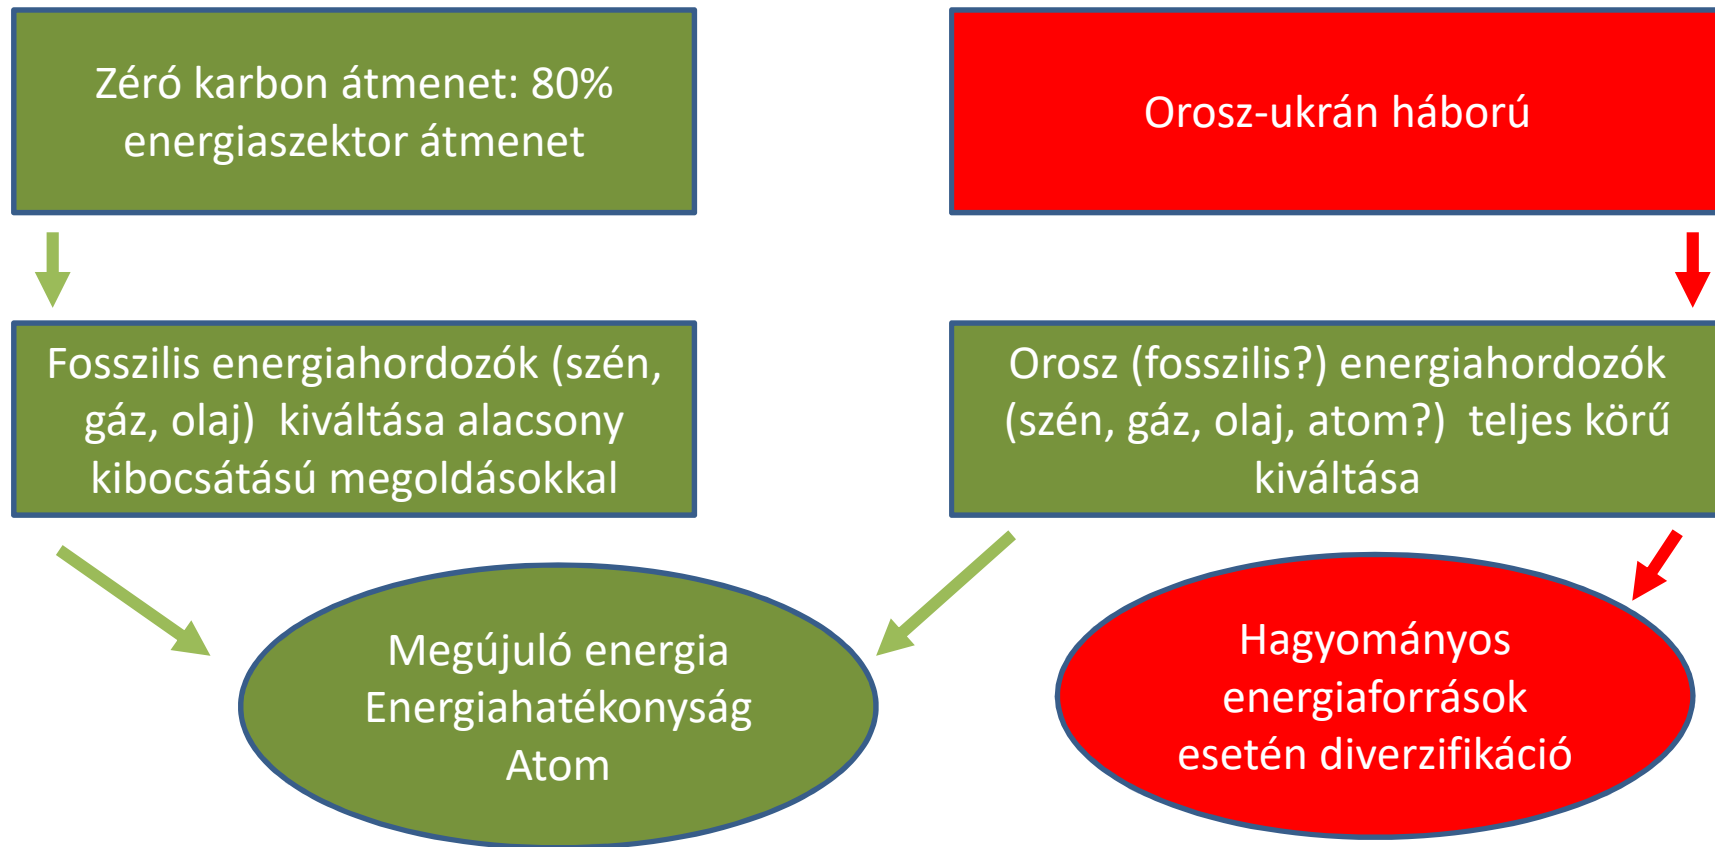 Zéró karbon átmenet: 80%
energiaszektor átmenet
Orosz-ukrán háború
Fosszilis energiahordozók (szén,
gáz, olaj)  kiváltása alacsony
kibocsátású megoldásokkal
Orosz (fosszilis?) energiahordozók
(szén, gáz, olaj, atom?)  teljes körű
kiváltása
Megújuló energia
Energiahatékonyság
Atom
Hagyományos
energiaforrások
esetén diverzifikáció